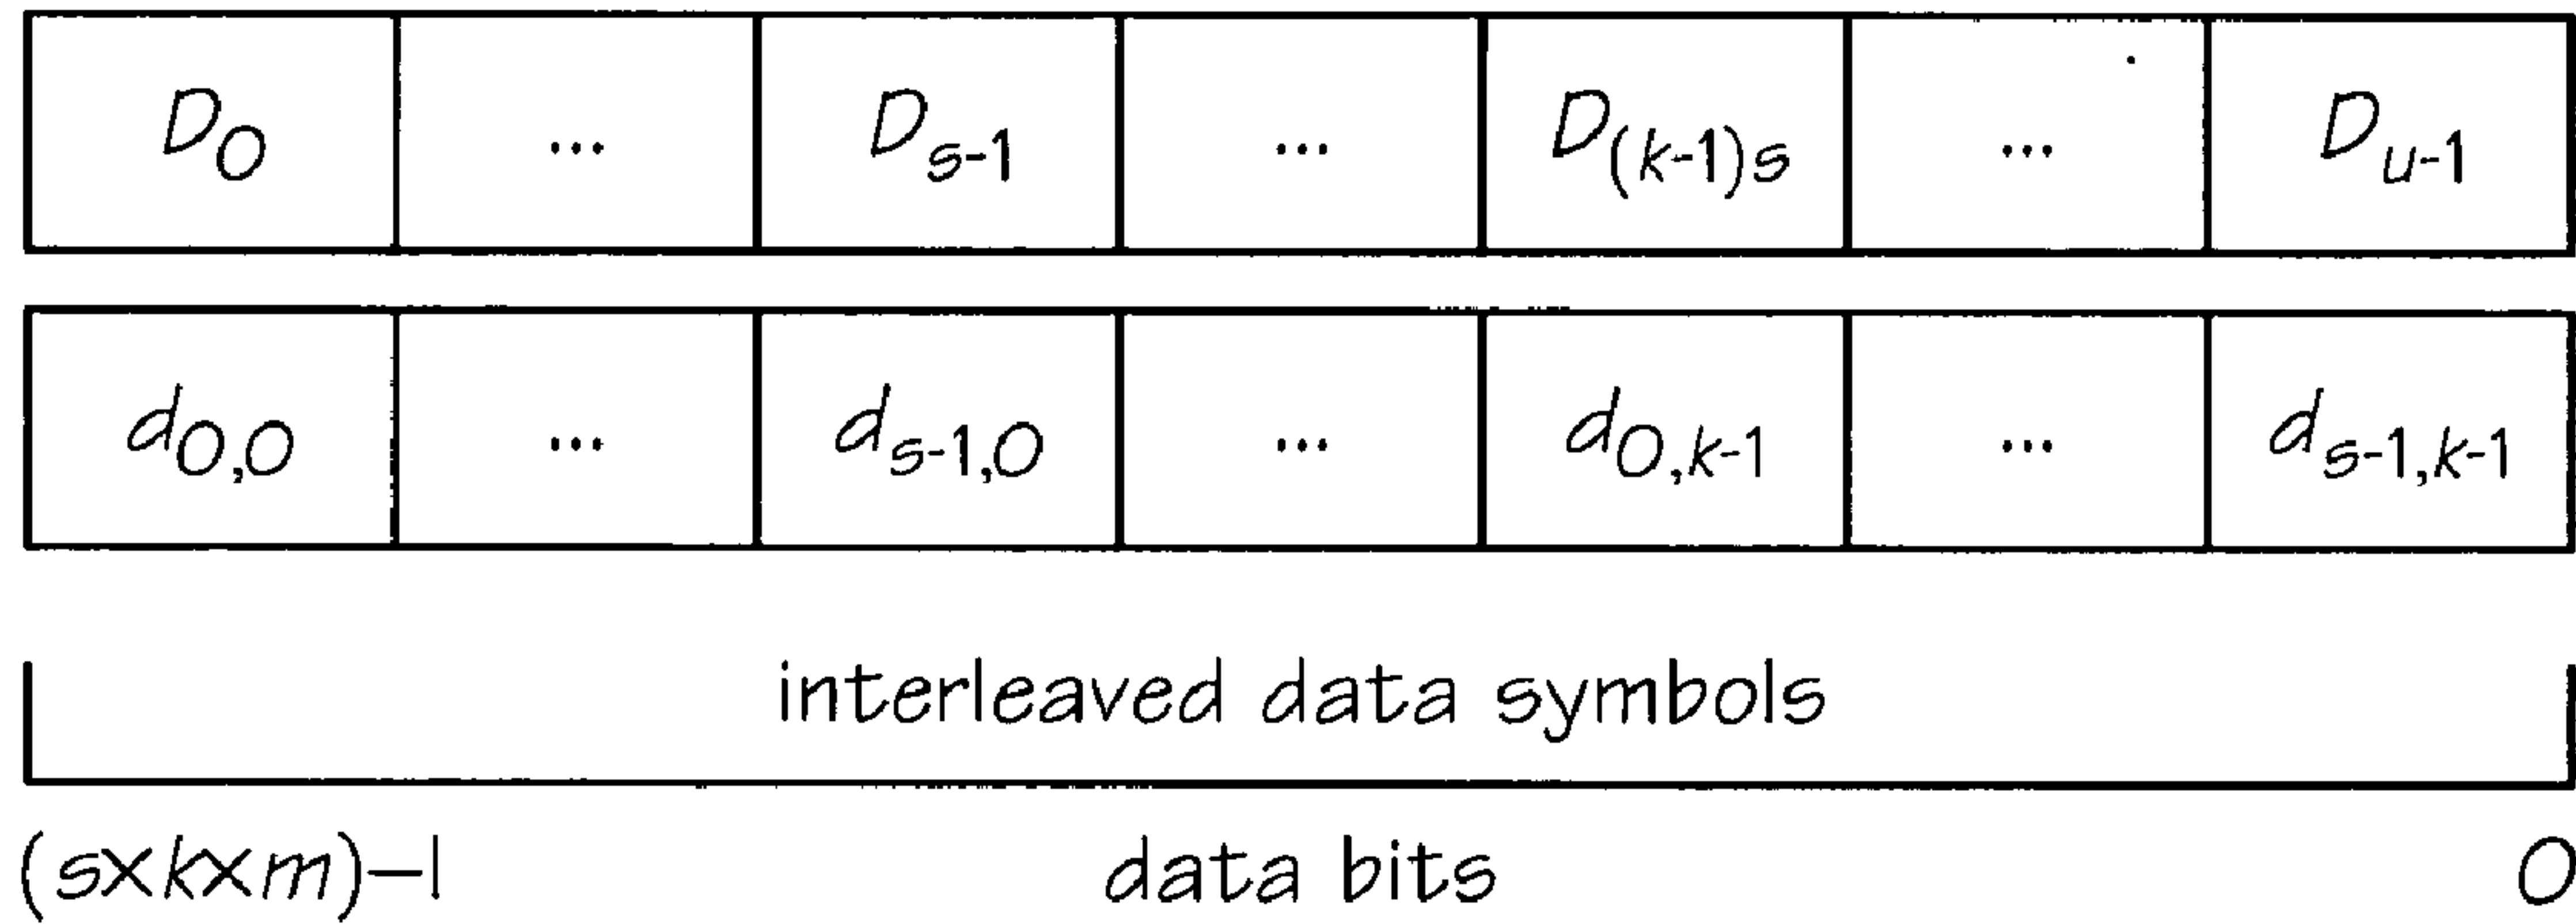 D0 ... Ds-1 ... D(k-1)s ... Du-1
d0,0 ... ds-1,0 ... d0,k-1 ... ds-1,k-1
interleaved data symbols
(s×k×m)–1 data bits 0